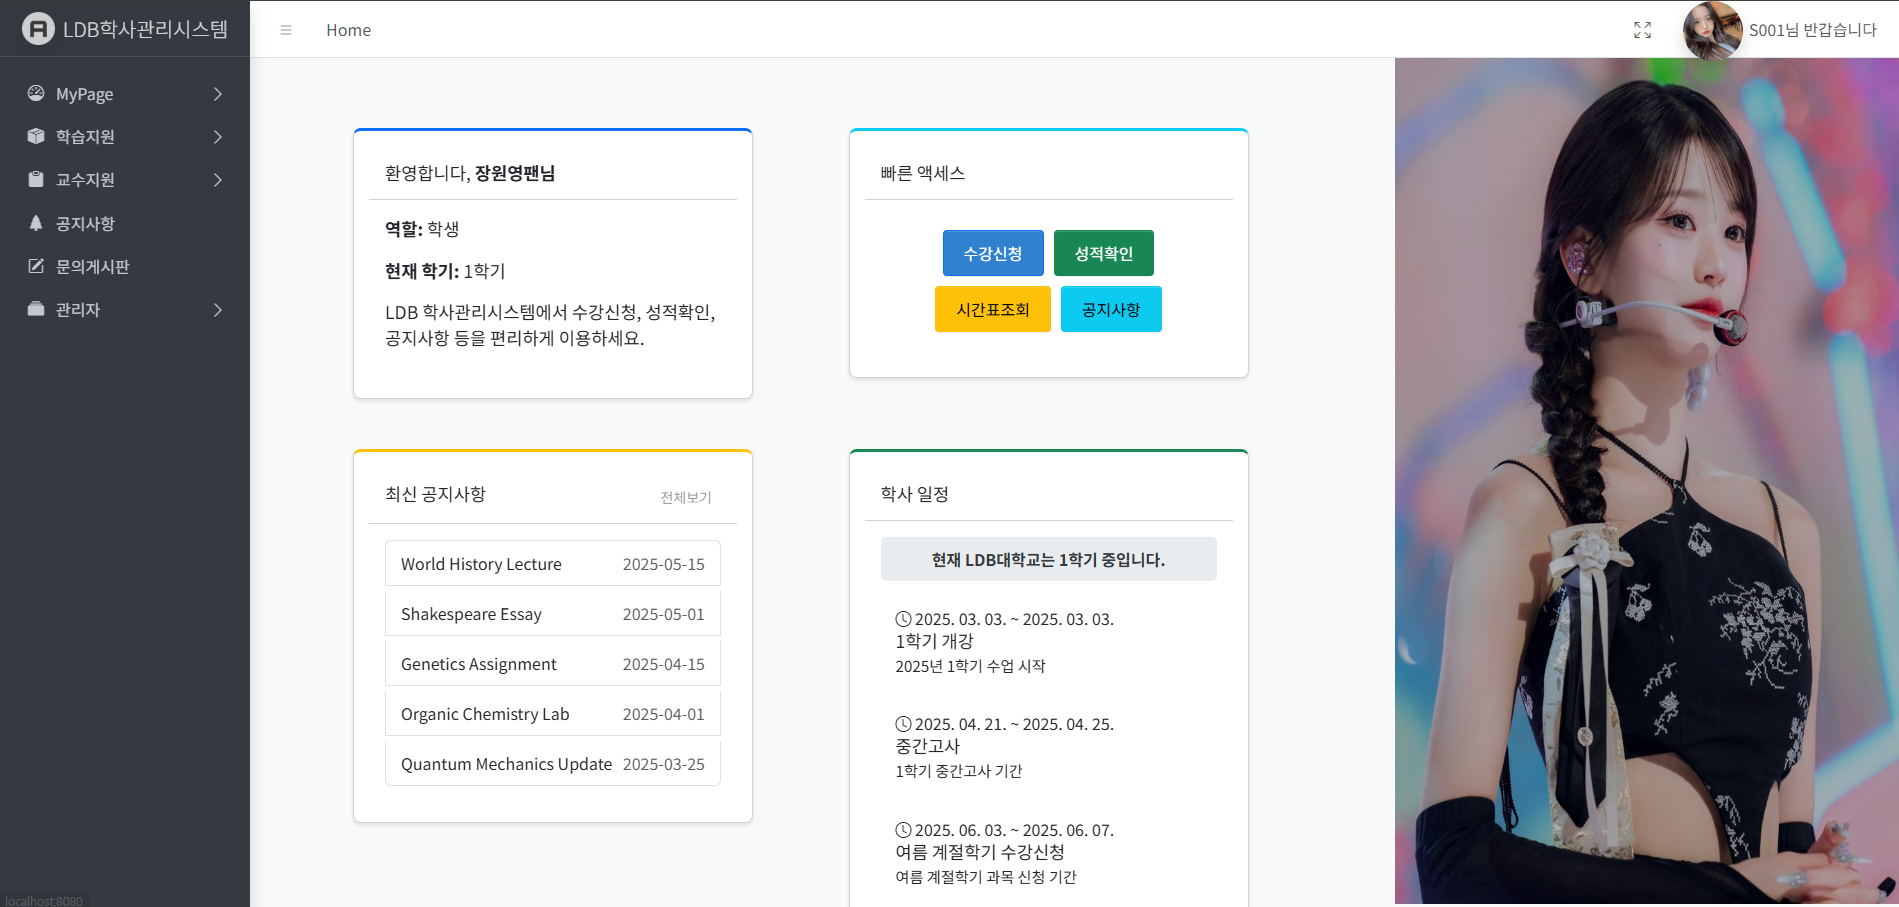 LDB학사관리시스템
Home
S001님 반갑습니다
MyPage
학습지원
교수지원
공지사항
문의게시판
관리자
환영합니다, 장원영팬님
역할: 학생
현재 학기: 1학기
LDB 학사관리시스템에서 수강신청, 성적확인,
공지사항 등을 편리하게 이용하세요.
빠른 액세스
수강신청 성적확인
시간표조회 공지사항
최신 공지사항 전체보기
World History Lecture 2025-05-15
Shakespeare Essay 2025-05-01
Genetics Assignment 2025-04-15
Organic Chemistry Lab 2025-04-01
Quantum Mechanics Update 2025-03-25
학사 일정
현재 LDB대학교는 1학기 중입니다.
2025. 03. 03. ~ 2025. 03. 03.
1학기 개강
2025년 1학기 수업 시작
2025. 04. 21. ~ 2025. 04. 25.
중간고사
1학기 중간고사 기간
2025. 06. 03. ~ 2025. 06. 07.
여름 계절학기 수강신청
여름 계절학기 과목 신청 기간
localhost:8080